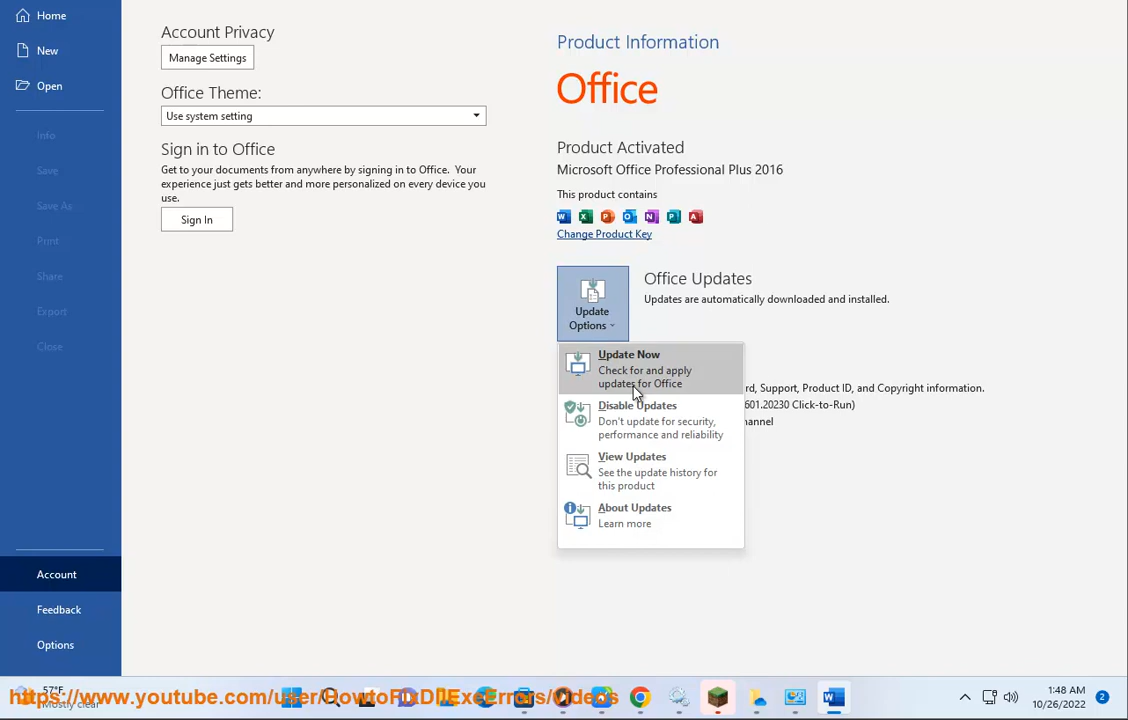 Home
New
Open
Info
Save
Save As
Print
Share
Export
Close
Account
Feedback
Options
Account Privacy
Manage Settings
Office Theme:
Use system setting
Sign in to Office
Get to your documents from anywhere by signing in to Office. Your
experience just gets better and more personalized on every device you
use.
Sign In
Product Information
Office
Product Activated
Microsoft Office Professional Plus 2016
This product contains
Change Product Key
Update
Options
Office Updates
Updates are automatically downloaded and installed.
Update Now
Check for and apply
updates for Office
Disable Updates
Don't update for security,
performance and reliability
View Updates
See the update history for
this product
About Updates
Learn more
rd, Support, Product ID, and Copyright information.
601.20230 Click-to-Run)
hannel
57°F
Mostly clear
https://www.youtube.com/user/HowtoFixDllExeErrors/videos
1:48 AM
10/26/2022
2